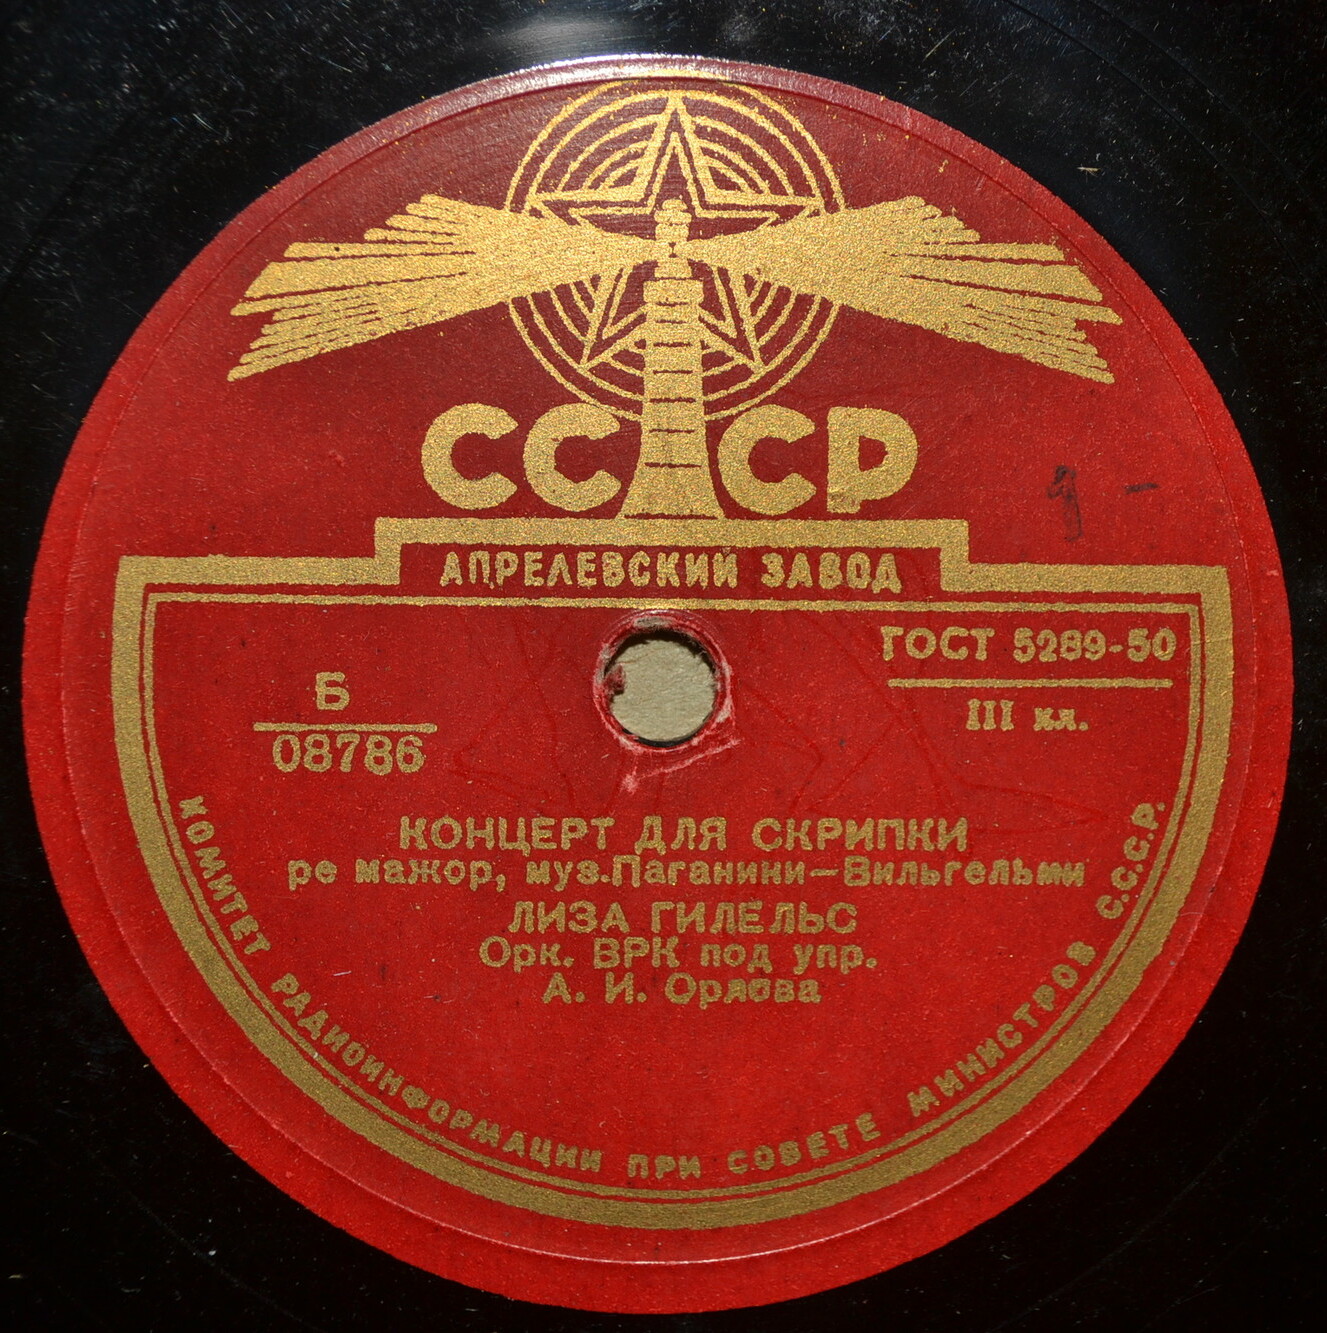 СССР
АПРЕЛЕВСКИЙ ЗАВОД
ГОСТ 5289-50
III кл.
Б
08786
КОНЦЕРТ ДЛЯ СКРИПКИ
ре мажор, муз.Паганини—Вильгельми
ЛИЗА ГИЛЕЛЬС
Орк. ВРК под упр.
А. И. Орлова
КОМИТЕТ РАДИОИНФОРМАЦИИ ПРИ СОВЕТЕ МИНИСТРОВ С.С.С.Р.